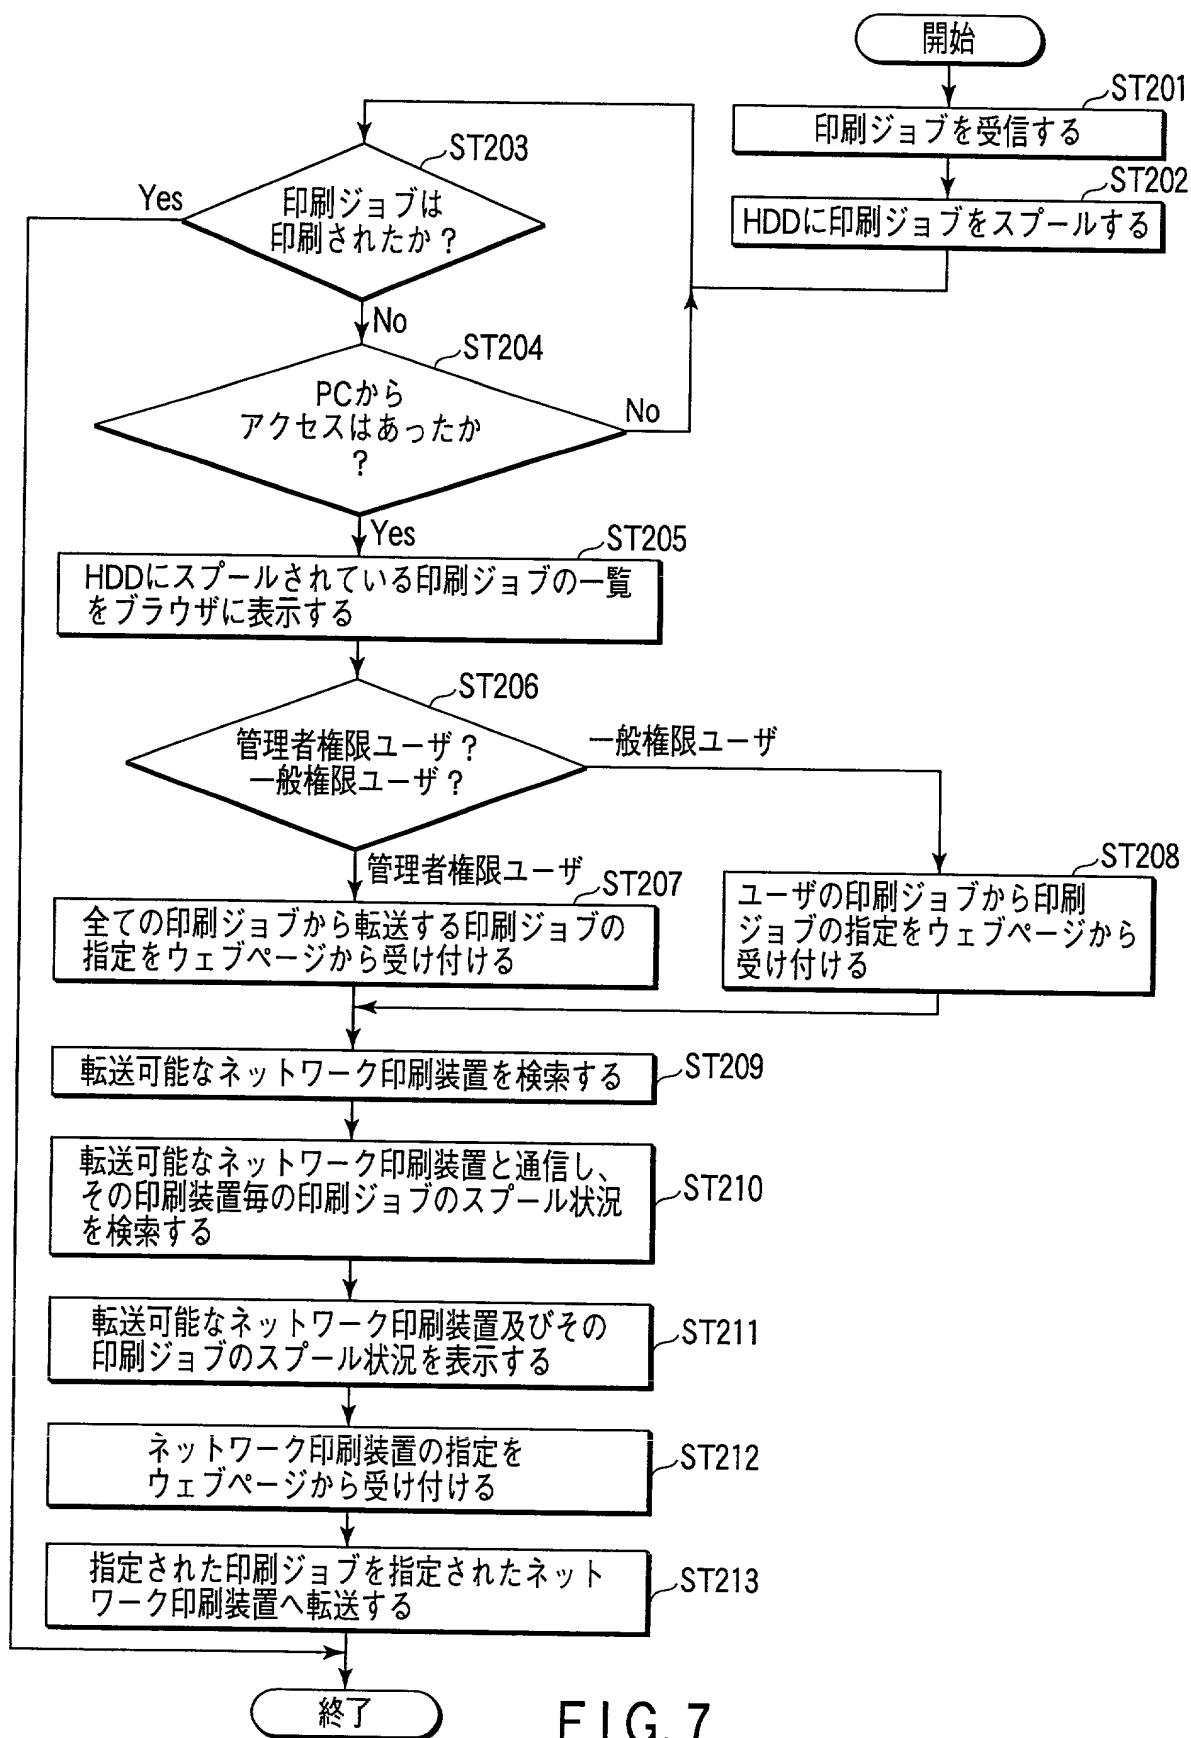 開始
ST201
印刷ジョブを受信する
ST202
HDDに印刷ジョブをスプールする
ST203
Yes
印刷ジョブは
印刷されたか？
No
ST204
PCから
アクセスはあったか
？
No
Yes
ST205
HDDにスプールされている印刷ジョブの一覧
をブラウザに表示する
ST206
管理者権限ユーザ？
一般権限ユーザ？
一般権限ユーザ
管理者権限ユーザ
ST207
全ての印刷ジョブから転送する印刷ジョブの
指定をウェブページから受け付ける
ST208
ユーザの印刷ジョブから印刷
ジョブの指定をウェブページから
受け付ける
転送可能なネットワーク印刷装置を検索する
ST209
転送可能なネットワーク印刷装置と通信し、
その印刷装置毎の印刷ジョブのスプール状況
を検索する
ST210
転送可能なネットワーク印刷装置及びその
印刷ジョブのスプール状況を表示する
ST211
ネットワーク印刷装置の指定を
ウェブページから受け付ける
ST212
指定された印刷ジョブを指定されたネット
ワーク印刷装置へ転送する
ST213
終了
FIG. 7